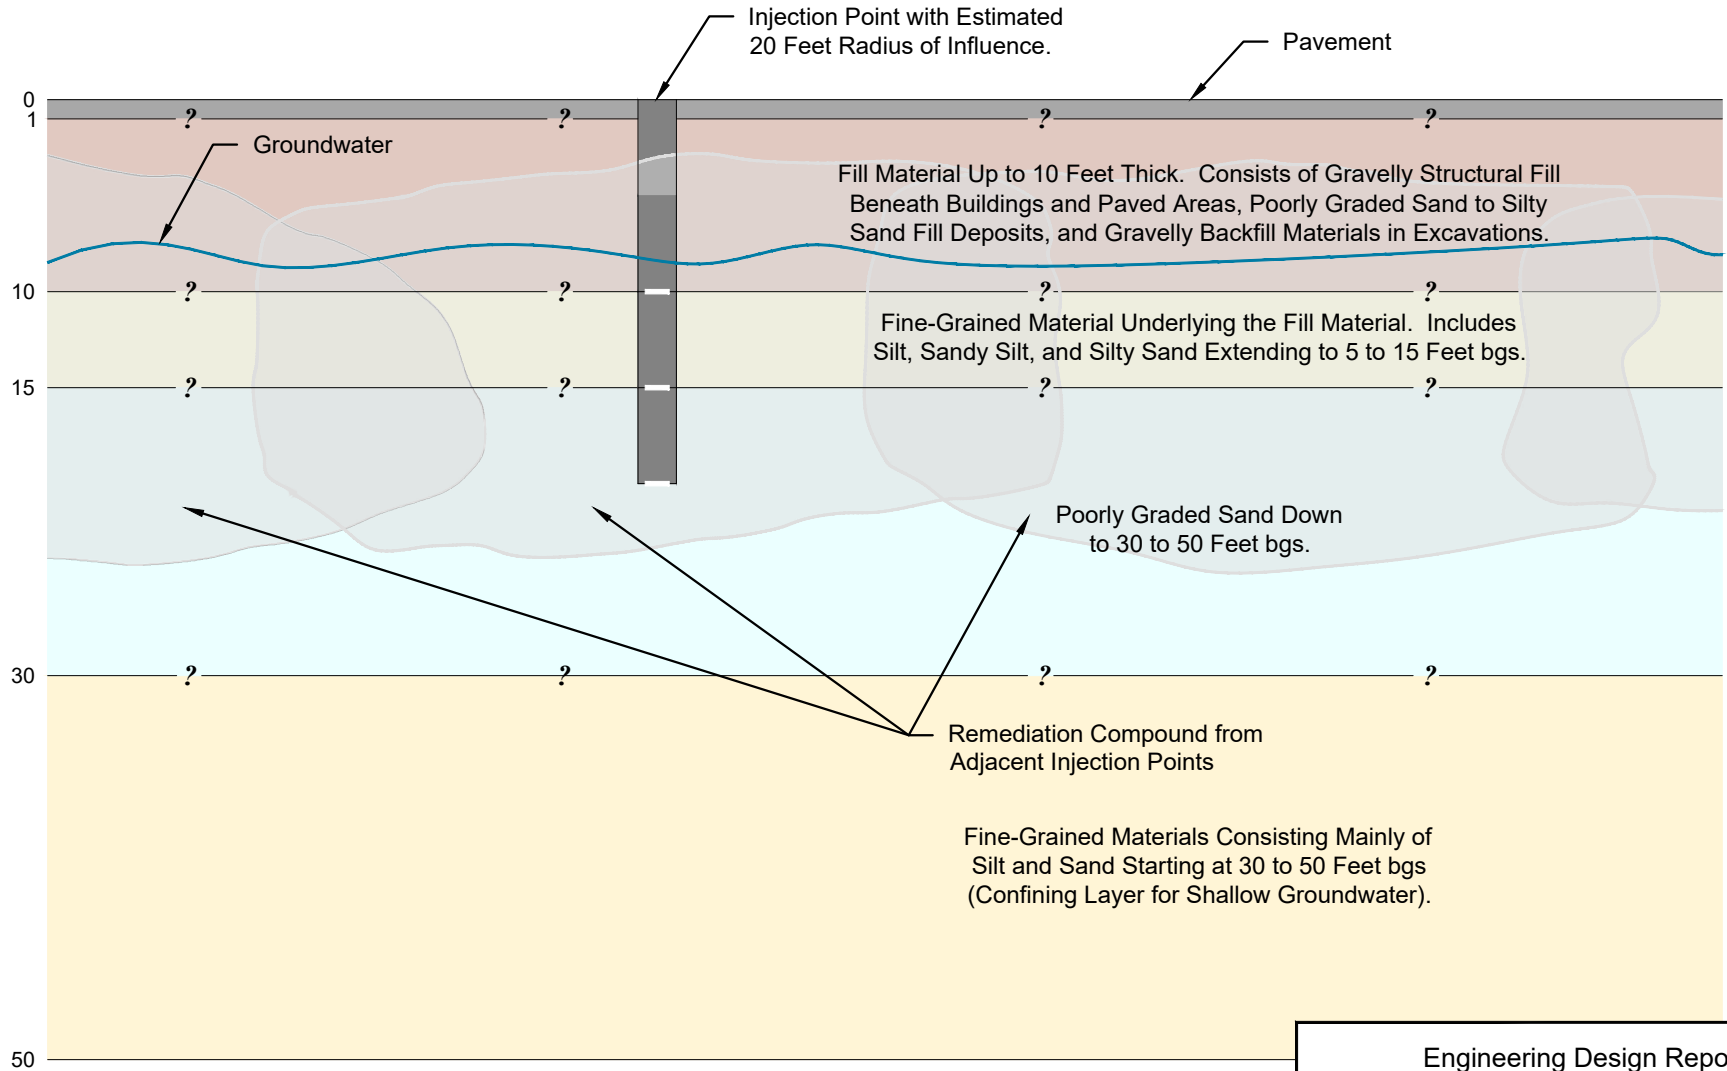 Injection Point with Estimated
20 Feet Radius of Influence.
Pavement
0
?
?
?
?
1
Groundwater
Fill Material Up to 10 Feet Thick.  Consists of Gravelly Structural Fill
Beneath Buildings and Paved Areas, Poorly Graded Sand to Silty
Sand Fill Deposits, and Gravelly Backfill Materials in Excavations.
10
?
?
?
?
Fine-Grained Material Underlying the Fill Material.  Includes
Silt, Sandy Silt, and Silty Sand Extending to 5 to 15 Feet bgs.
15
?
?
?
?
Poorly Graded Sand Down
to 30 to 50 Feet bgs.
30
?
?
?
?
Remediation Compound from
Adjacent Injection Points
Fine-Grained Materials Consisting Mainly of
Silt and Sand Starting at 30 to 50 Feet bgs
(Confining Layer for Shallow Groundwater).
50
Engineering Design Repo